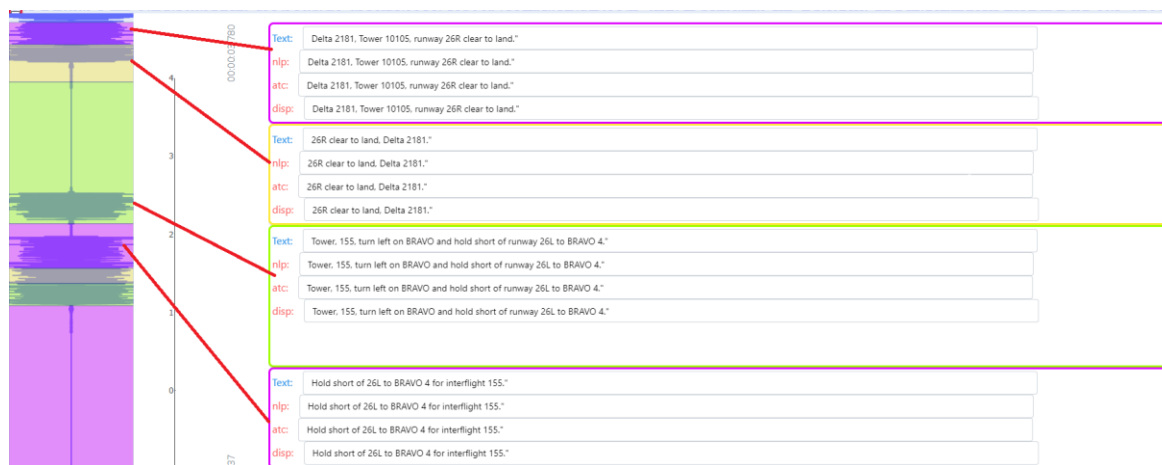 00:00:03.780
4
3
2
1
0
37
Text: Delta 2181, Tower 10105, runway 26R clear to land."
nlp: Delta 2181, Tower 10105, runway 26R clear to land."
atc: Delta 2181, Tower 10105, runway 26R clear to land."
disp: Delta 2181, Tower 10105, runway 26R clear to land."
Text: 26R clear to land, Delta 2181."
nlp: 26R clear to land, Delta 2181."
atc: 26R clear to land, Delta 2181."
disp: 26R clear to land, Delta 2181."
Text: Tower, 155, turn left on BRAVO and hold short of runway 26L to BRAVO 4."
nlp: Tower, 155, turn left on BRAVO and hold short of runway 26L to BRAVO 4."
atc: Tower, 155, turn left on BRAVO and hold short of runway 26L to BRAVO 4."
disp: Tower, 155, turn left on BRAVO and hold short of runway 26L to BRAVO 4."
Text: Hold short of 26L to BRAVO 4 for interflight 155."
nlp: Hold short of 26L to BRAVO 4 for interflight 155."
atc: Hold short of 26L to BRAVO 4 for interflight 155."
disp: Hold short of 26L to BRAVO 4 for interflight 155."